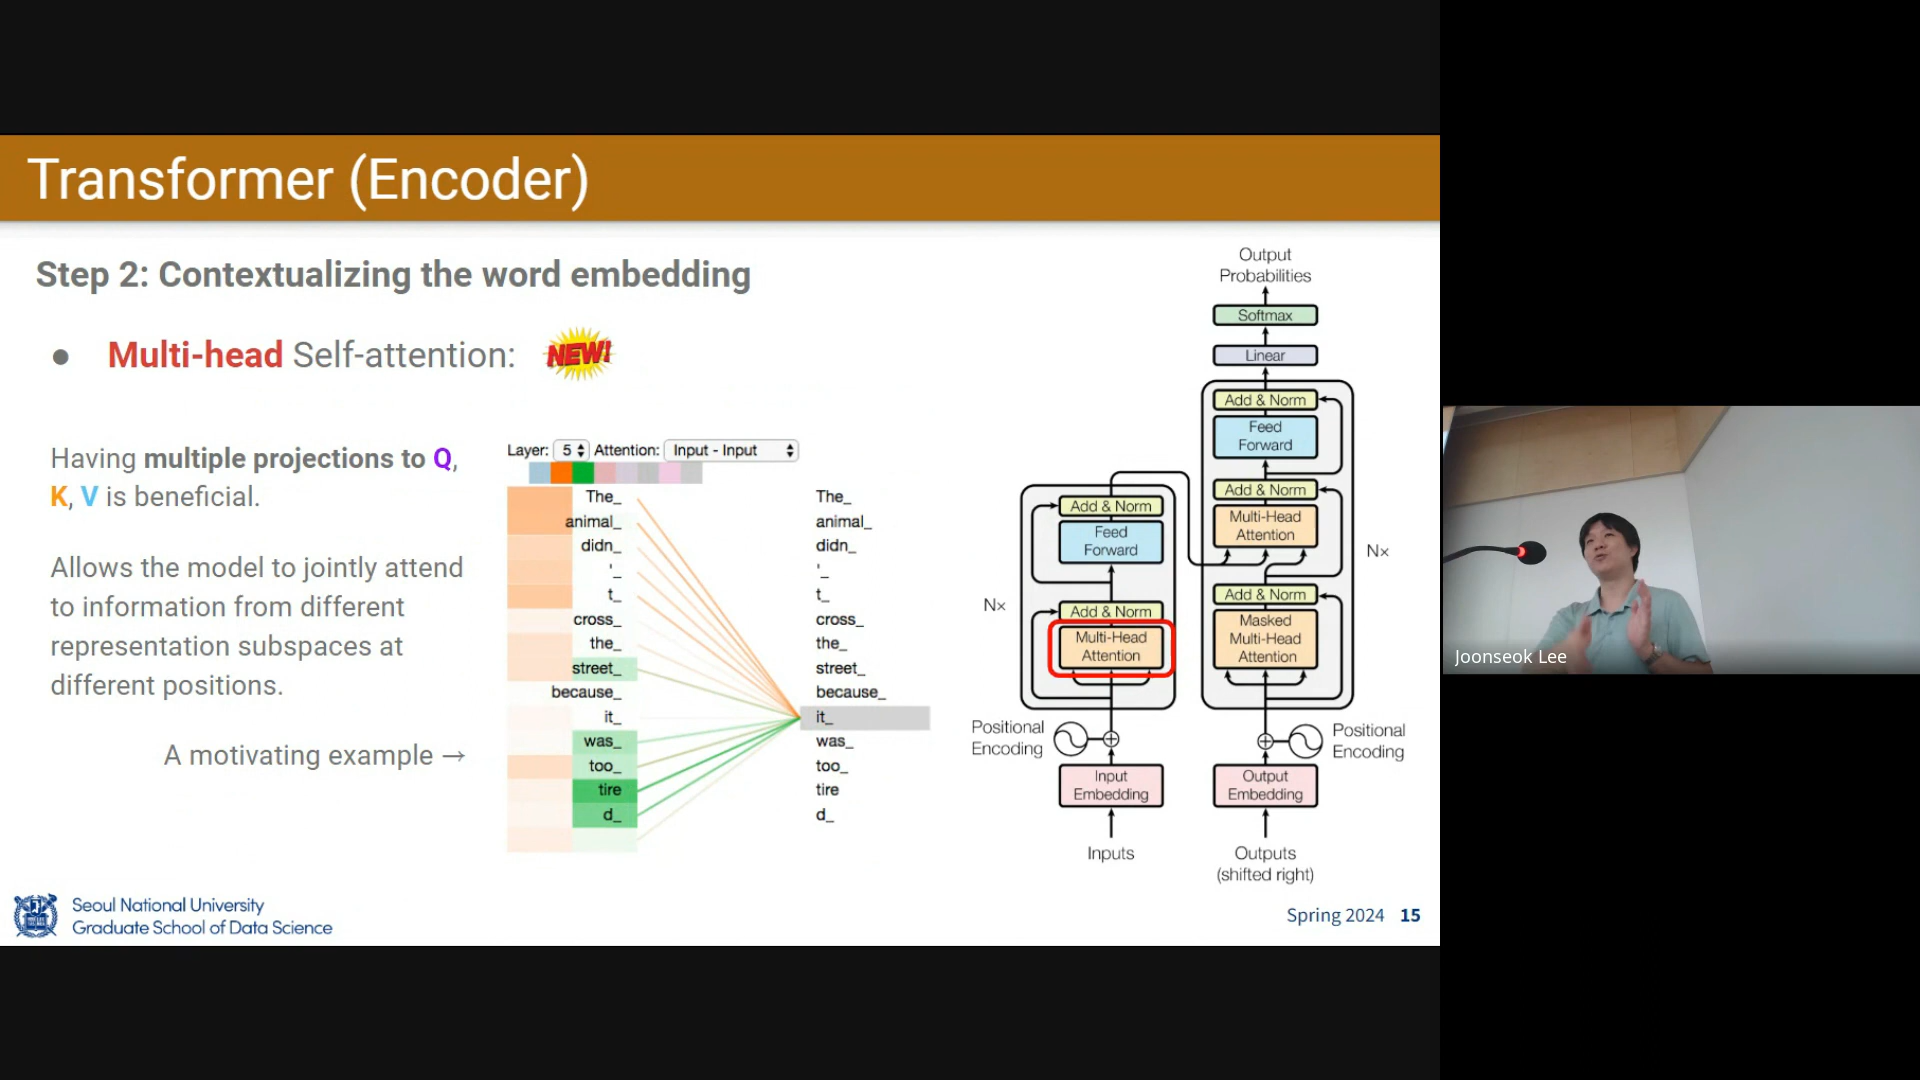 Transformer (Encoder)
Step 2: Contextualizing the word embedding
● Multi-head Self-attention:
NEW!
Having multiple projections to Q,
K, V is beneficial.
Allows the model to jointly attend
to information from different
representation subspaces at
different positions.
A motivating example →
Layer: 5 Attention: Input - Input
The_
animal_
didn_
'_
t_
cross_
the_
street_
because_
it_
was_
too_
tire
d_
The_
animal_
didn_
'_
t_
cross_
the_
street_
because_
it_
was_
too_
tire
d_
Output
Probabilities
Softmax
Linear
Add & Norm
Feed
Forward
Add & Norm
Multi-Head
Attention
Add & Norm
Masked
Multi-Head
Attention
Nx
Positional
Encoding
Output
Embedding
Outputs
(shifted right)
Add & Norm
Feed
Forward
Add & Norm
Multi-Head
Attention
Nx
Positional
Encoding
Input
Embedding
Inputs
Seoul National University
Graduate School of Data Science
Spring 2024 15
Joonseok Lee